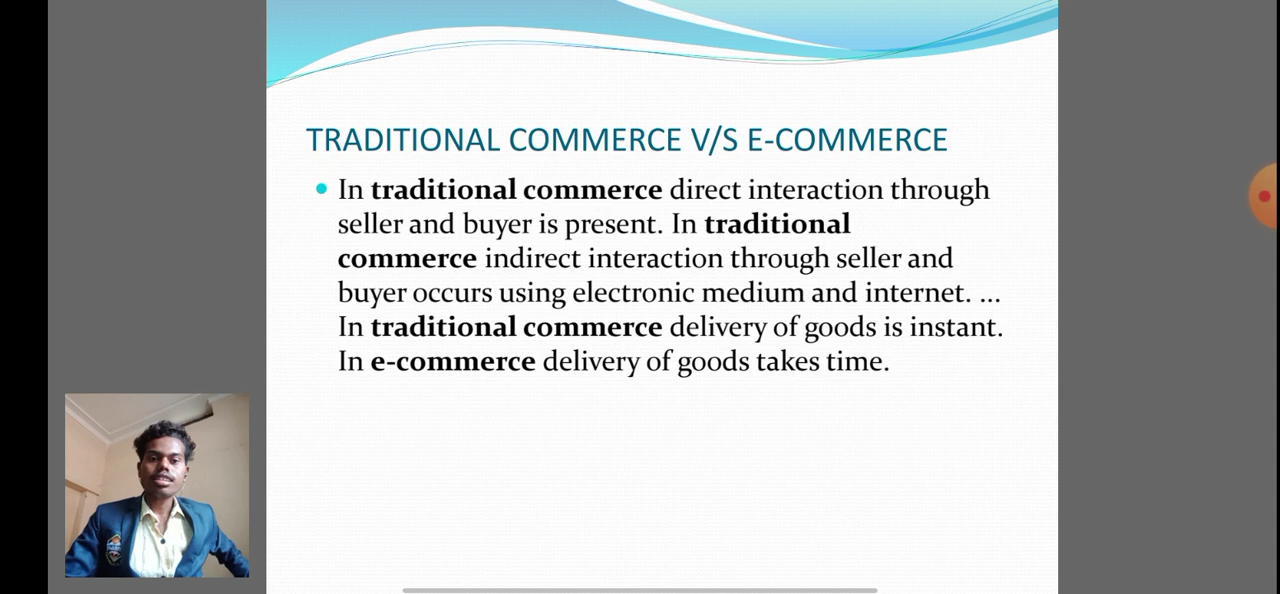 TRADITIONAL COMMERCE V/S E-COMMERCE
In traditional commerce direct interaction through
seller and buyer is present. In traditional
commerce indirect interaction through seller and
buyer occurs using electronic medium and internet. ...
In traditional commerce delivery of goods is instant.
In e-commerce delivery of goods takes time.